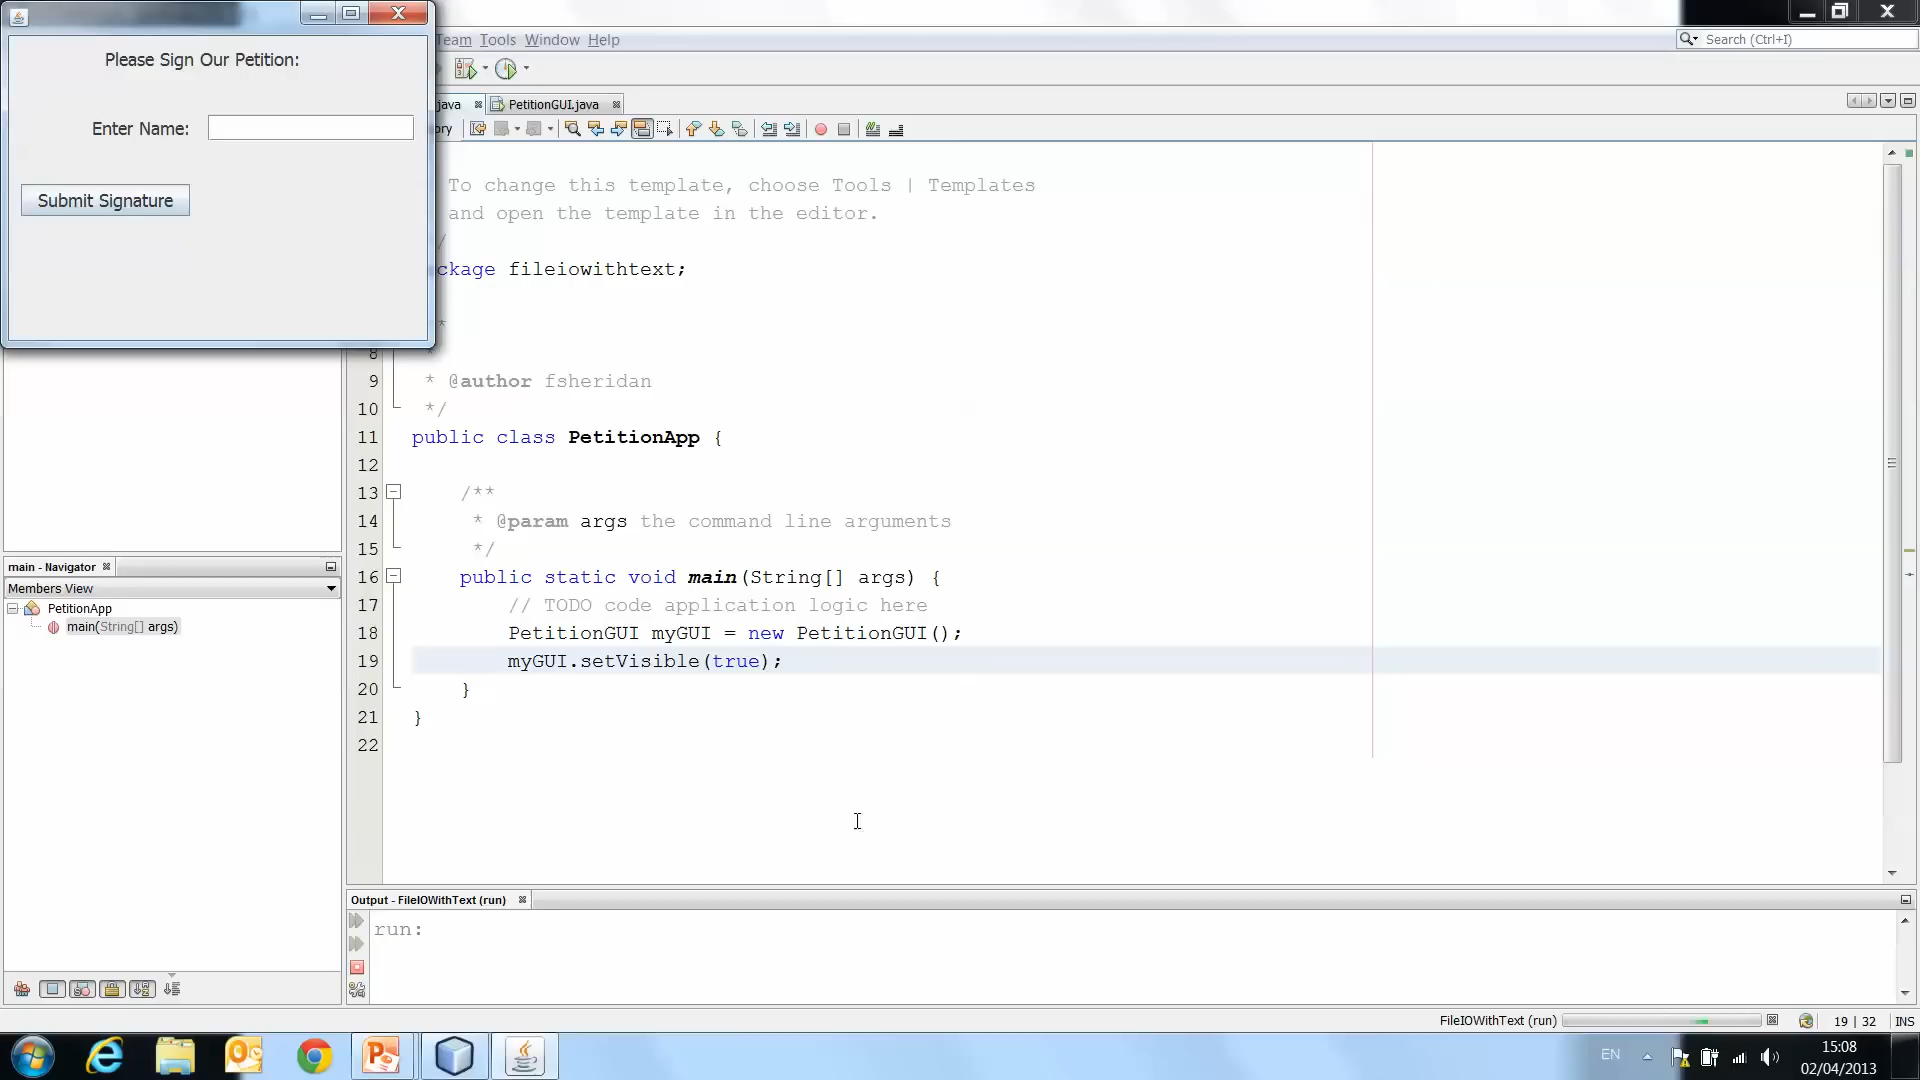 Team Tools Window Help
Search (Ctrl+I)
Please Sign Our Petition:
Enter Name:
Submit Signature
.java
PetitionGUI.java
ory
To change this template, choose Tools | Templates
and open the template in the editor.
/
ckage fileiowithtext;
*
8 *
9 * @author fsheridan
10 */
11 public class PetitionApp {
12
13 /**
14 * @param args the command line arguments
15 */
16 public static void main(String[] args) {
17 // TODO code application logic here
18 PetitionGUI myGUI = new PetitionGUI();
19 myGUI.setVisible(true);
20 }
21 }
22
main - Navigator
Members View
PetitionApp
main(String[] args)
Output - FileIOWithText (run)
run:
FileIOWithText (run)
19 | 32 INS
EN
15:08
02/04/2013